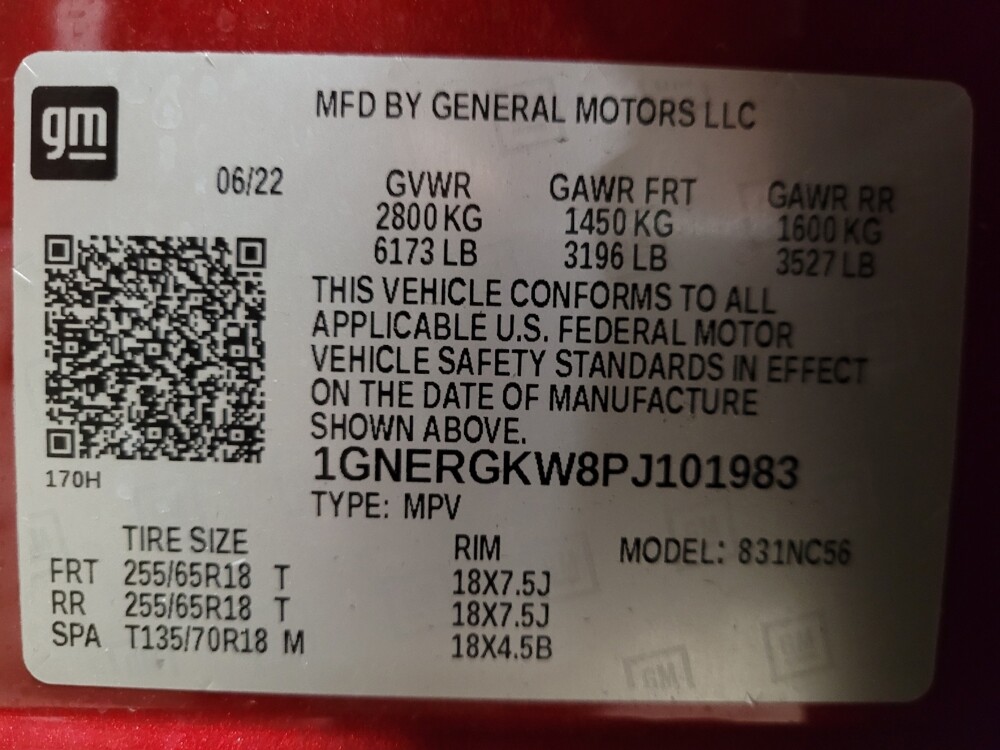 gm
MFD BY GENERAL MOTORS LLC
06/22 GVWR GAWR FRT GAWR RR
2800 KG 1450 KG 1600 KG
6173 LB 3196 LB 3527 LB
THIS VEHICLE CONFORMS TO ALL
APPLICABLE U.S. FEDERAL MOTOR
VEHICLE SAFETY STANDARDS IN EFFECT
ON THE DATE OF MANUFACTURE
SHOWN ABOVE.
170H
1GNERGKW8PJ101983
TYPE: MPV
TIRE SIZE RIM MODEL: 831NC56
FRT 255/65R18 T 18X7.5J
RR 255/65R18 T 18X7.5J
SPA T135/70R18 M 18X4.5B